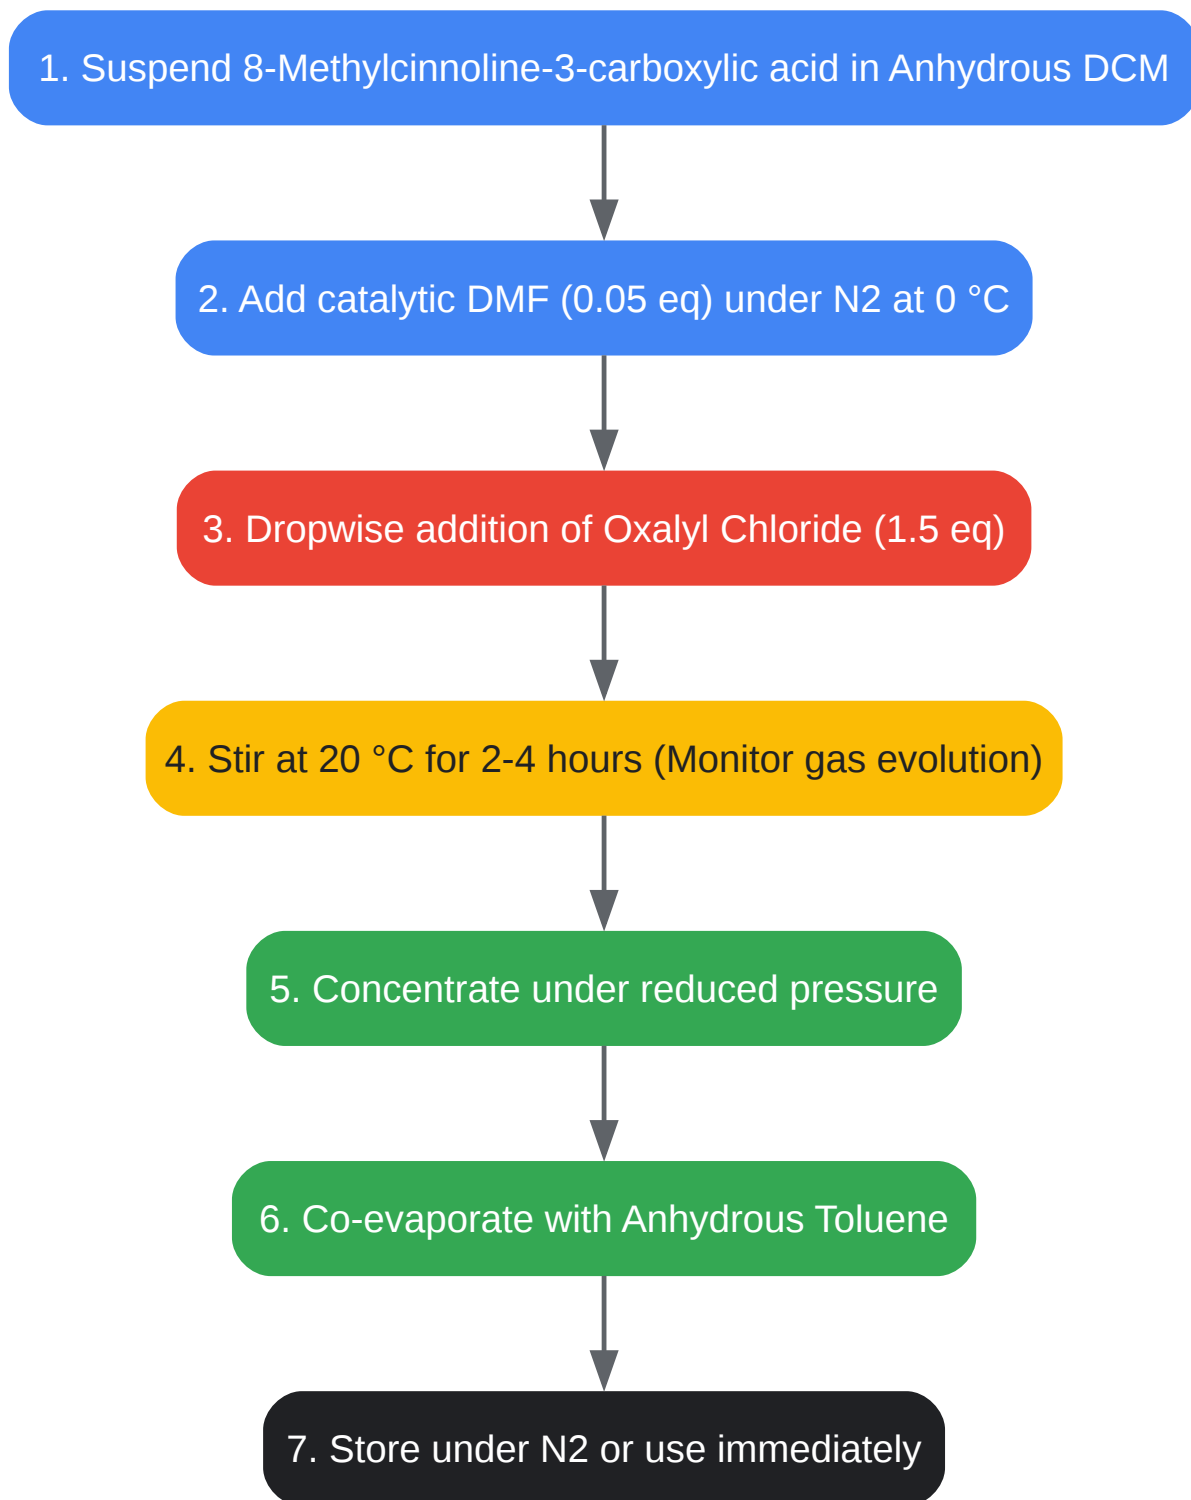 1. Suspend 8-Methylcinnoline-3-carboxylic acid in Anhydrous DCM
2. Add catalytic DMF (0.05 eq) under N2 at 0 °C
3. Dropwise addition of Oxalyl Chloride (1.5 eq)
4. Stir at 20 °C for 2-4 hours (Monitor gas evolution)
5. Concentrate under reduced pressure
6. Co-evaporate with Anhydrous Toluene
7. Store under N2 or use immediately